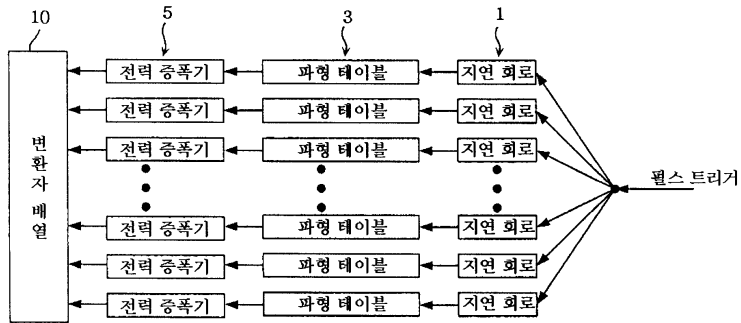 10 5 3 1
전력 증폭기 파형 테이블 지연 회로
전력 증폭기 파형 테이블 지연 회로
전력 증폭기 파형 테이블 지연 회로
변환자 배열
펄스 트리거
전력 증폭기 파형 테이블 지연 회로
전력 증폭기 파형 테이블 지연 회로
전력 증폭기 파형 테이블 지연 회로